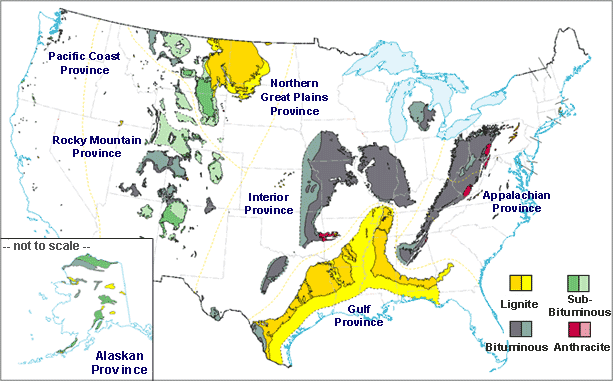 Pacific Coast
Province
Northern
Great Plains
Province
Rocky Mountain
Province
Interior
Province
Appalachian
Province
-- not to scale --
Gulf
Province
Alaskan
Province
Lignite
Sub-
Bituminous
Bituminous
Anthracite